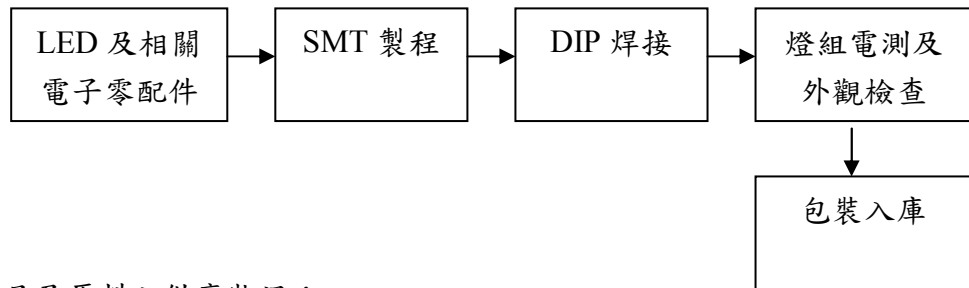 LED 及相關
電子零配件
SMT 製程
DIP 焊接
燈組電測及
外觀檢查
包裝入庫